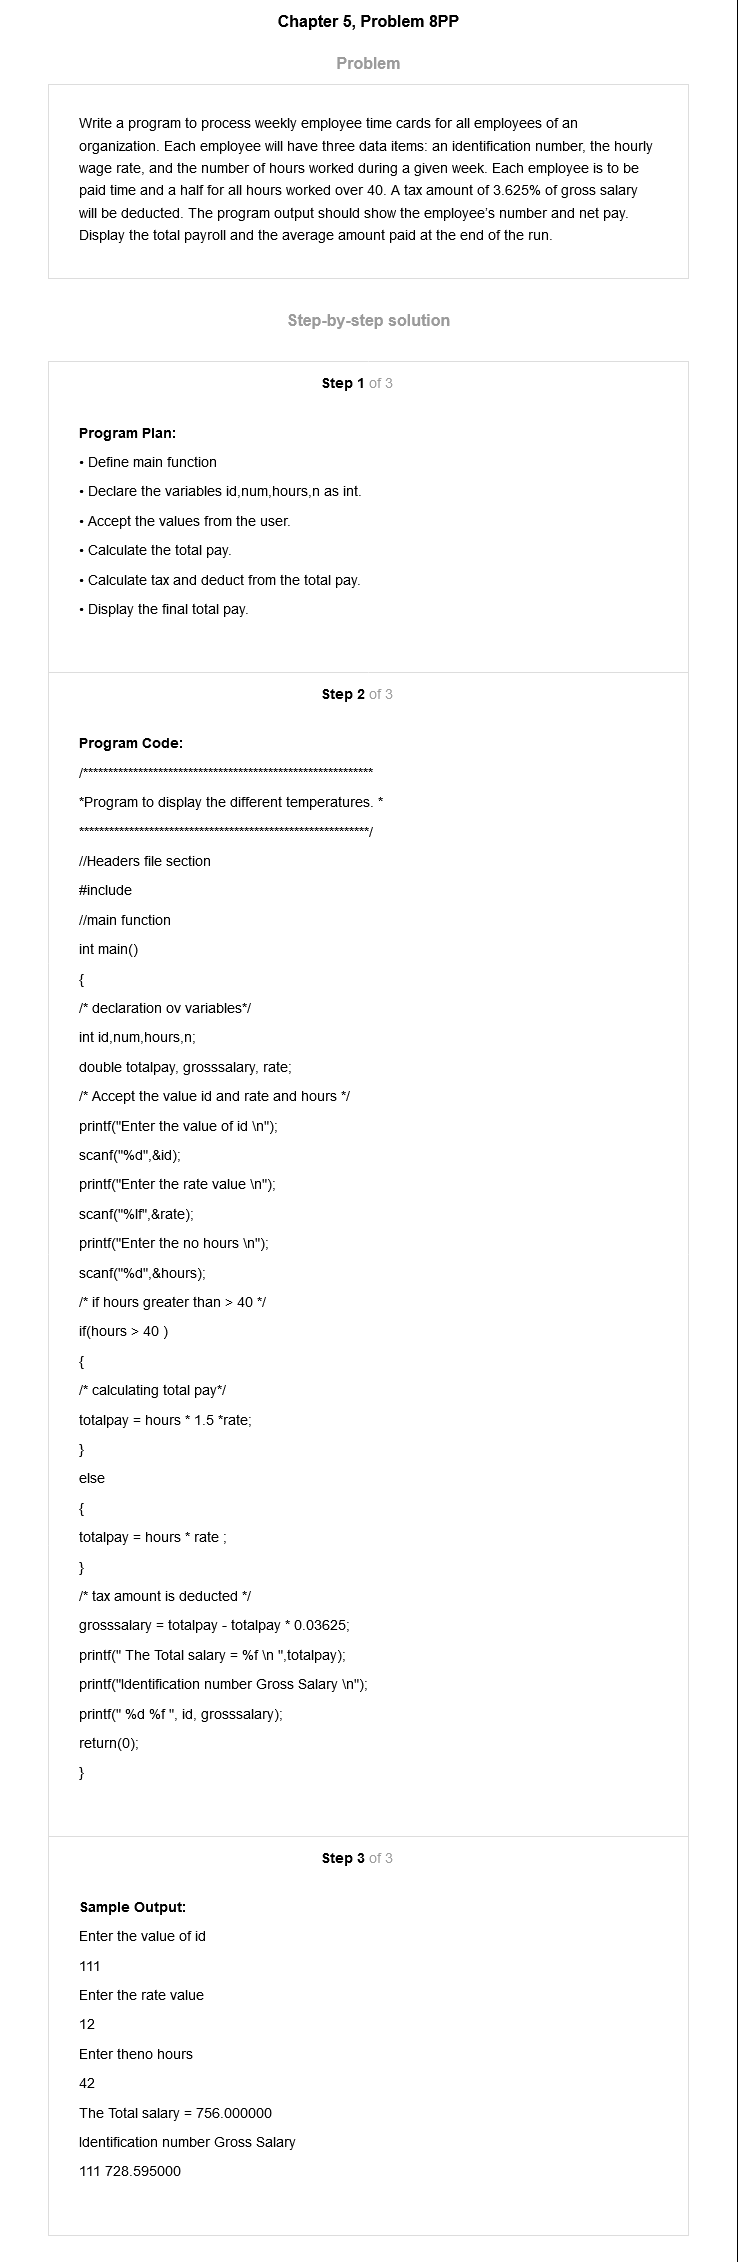 Chapter 5, Problem 8PP
Problem
Write a program to process weekly employee time cards for all employees of an
organization. Each employee will have three data items: an identification number, the hourly
wage rate, and the number of hours worked during a given week. Each employee is to be
paid time and a half for all hours worked over 40. A tax amount of 3.625% of gross salary
will be deducted. The program output should show the employee's number and net pay.
Display the total payroll and the average amount paid at the end of the run.
Step-by-step solution
Step 1 of 3
Program Plan:
• Define main function
• Declare the variables id,num,hours,n as int.
• Accept the values from the user.
• Calculate the total pay.
• Calculate tax and deduct from the total pay.
• Display the final total pay.
Step 2 of 3
Program Code:
/**********************************************************
*Program to display the different temperatures. *
**********************************************************/
//Headers file section
#include
//main function
int main()
{
/* declaration ov variables*/
int id,num,hours,n;
double totalpay, grosssalary, rate;
/* Accept the value id and rate and hours */
printf("Enter the value of id \n");
scanf("%d",&id);
printf("Enter the rate value \n");
scanf("%lf",&rate);
printf("Enter the no hours \n");
scanf("%d",&hours);
/* if hours greater than > 40 */
if(hours > 40 )
{
/* calculating total pay*/
totalpay = hours * 1.5 *rate;
}
else
{
totalpay = hours * rate ;
}
/* tax amount is deducted */
grosssalary = totalpay - totalpay * 0.03625;
printf(" The Total salary = %f \n ",totalpay);
printf("Identification number Gross Salary \n");
printf(" %d %f ", id, grosssalary);
return(0);
}
Step 3 of 3
Sample Output:
Enter the value of id
111
Enter the rate value
12
Enter theno hours
42
The Total salary = 756.000000
Identification number Gross Salary
111 728.595000